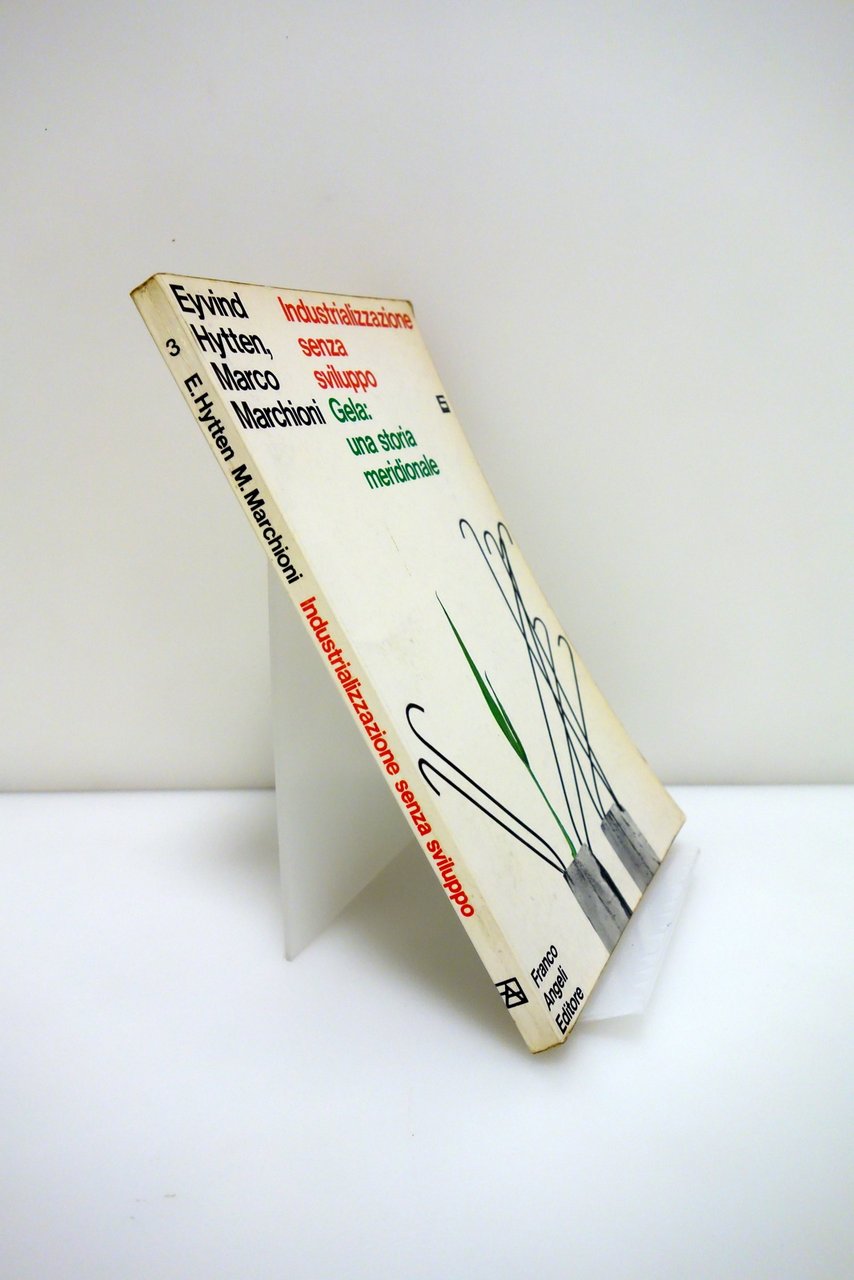 Eyvind
Hytten,
Marco
Marchioni
Industrializzazione
senza
sviluppo
Gela:
una storia
meridionale
Franco
Angeli
Editore
3 E. Hytten M. Marchioni Industrializzazione senza sviluppo